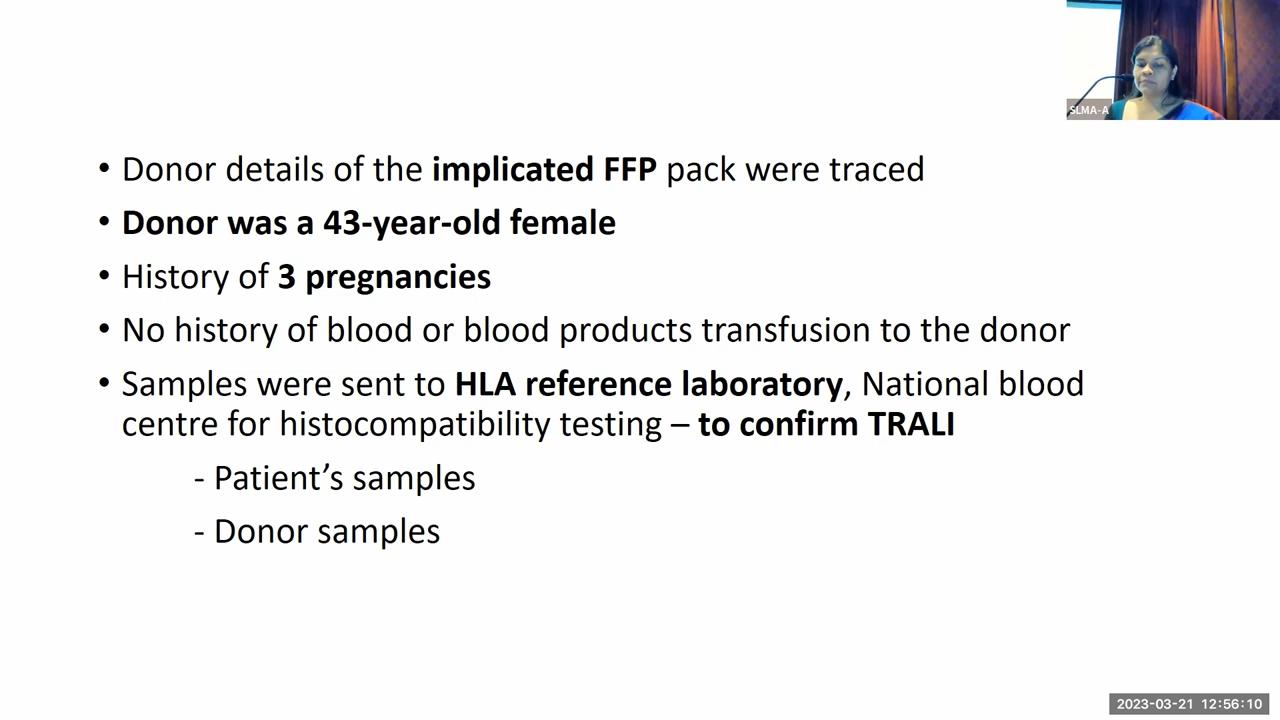 SLMA-A
• Donor details of the implicated FFP pack were traced
• Donor was a 43-year-old female
• History of 3 pregnancies
• No history of blood or blood products transfusion to the donor
• Samples were sent to HLA reference laboratory, National blood
centre for histocompatibility testing – to confirm TRALI
- Patient’s samples
- Donor samples
2023-03-21 12:56:10